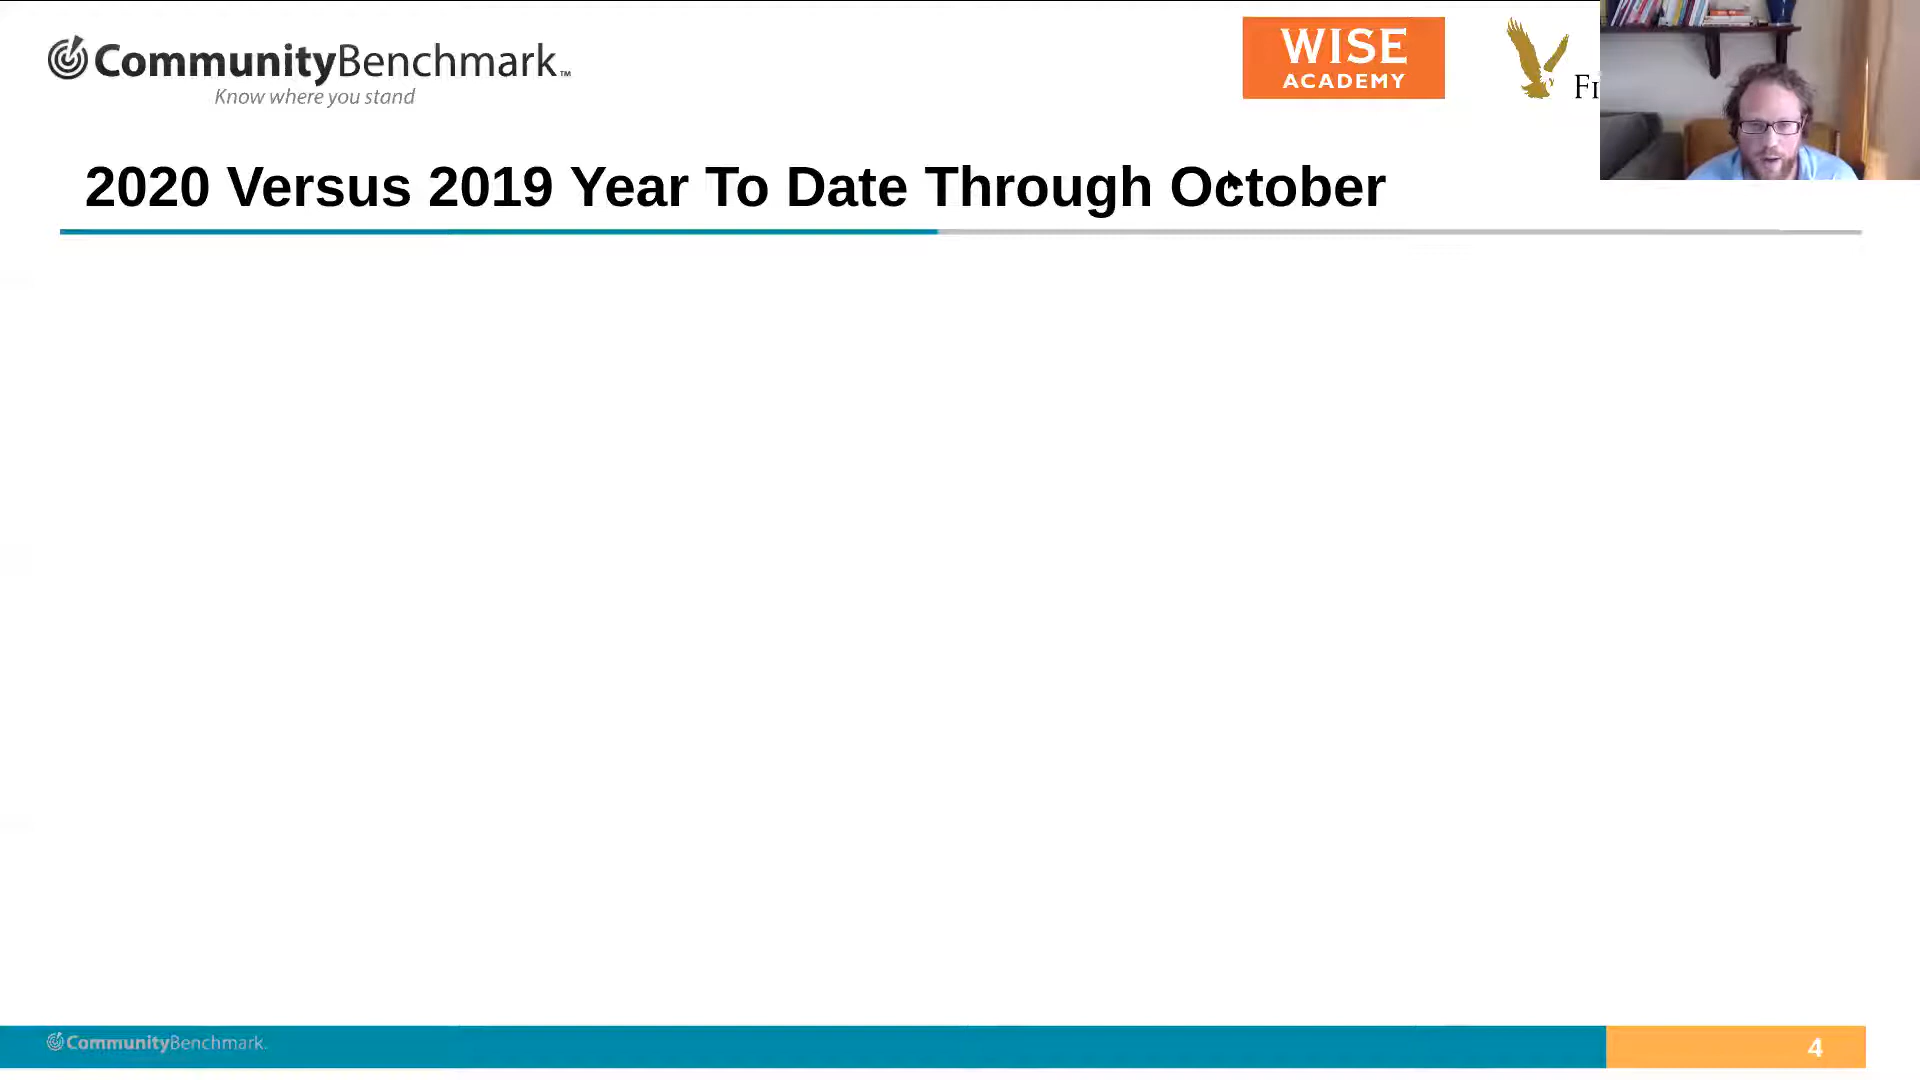 CommunityBenchmark™
Know where you stand
WISE
ACADEMY
2020 Versus 2019 Year To Date Through October
CommunityBenchmark.
4